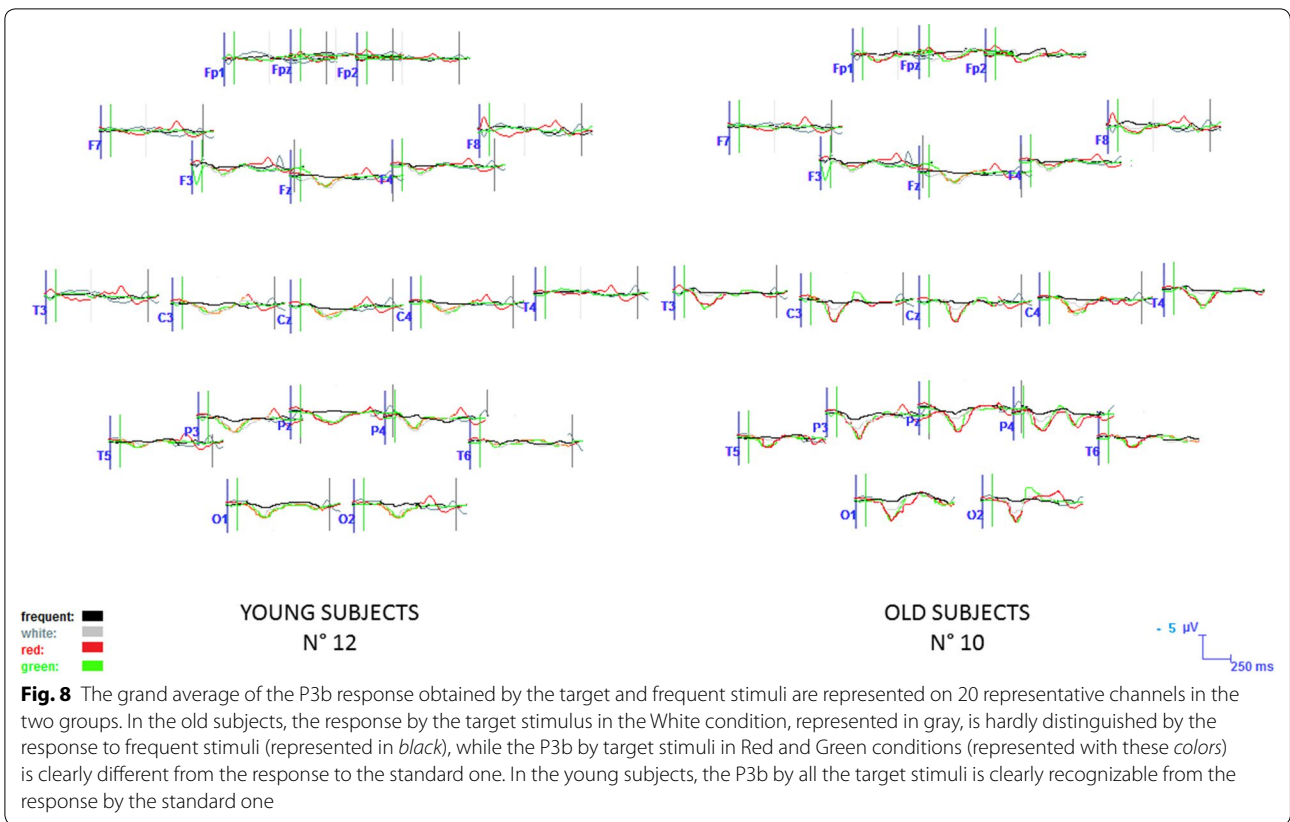 Fp1 Fpz Fp2 Fp1 Fpz Fp2
F7 F8 F7 F8
F3 Fz F4 F3 Fz F4
T3 C3 Cz C4 T4 T3 C3 Cz C4 T4
P3 Pz P4 P3 Pz P4
T5 T6 T5 T6
O1 O2 O1 O2
frequent:
white:
red:
green:
YOUNG SUBJECTS
N° 12
OLD SUBJECTS
N° 10
- 5 µV
250 ms
Fig. 8 The grand average of the P3b response obtained by the target and frequent stimuli are represented on 20 representative channels in the
two groups. In the old subjects, the response by the target stimulus in the White condition, represented in gray, is hardly distinguished by the
response to frequent stimuli (represented in black), while the P3b by target stimuli in Red and Green conditions (represented with these colors)
is clearly different from the response to the standard one. In the young subjects, the P3b by all the target stimuli is clearly recognizable from the
response by the standard one